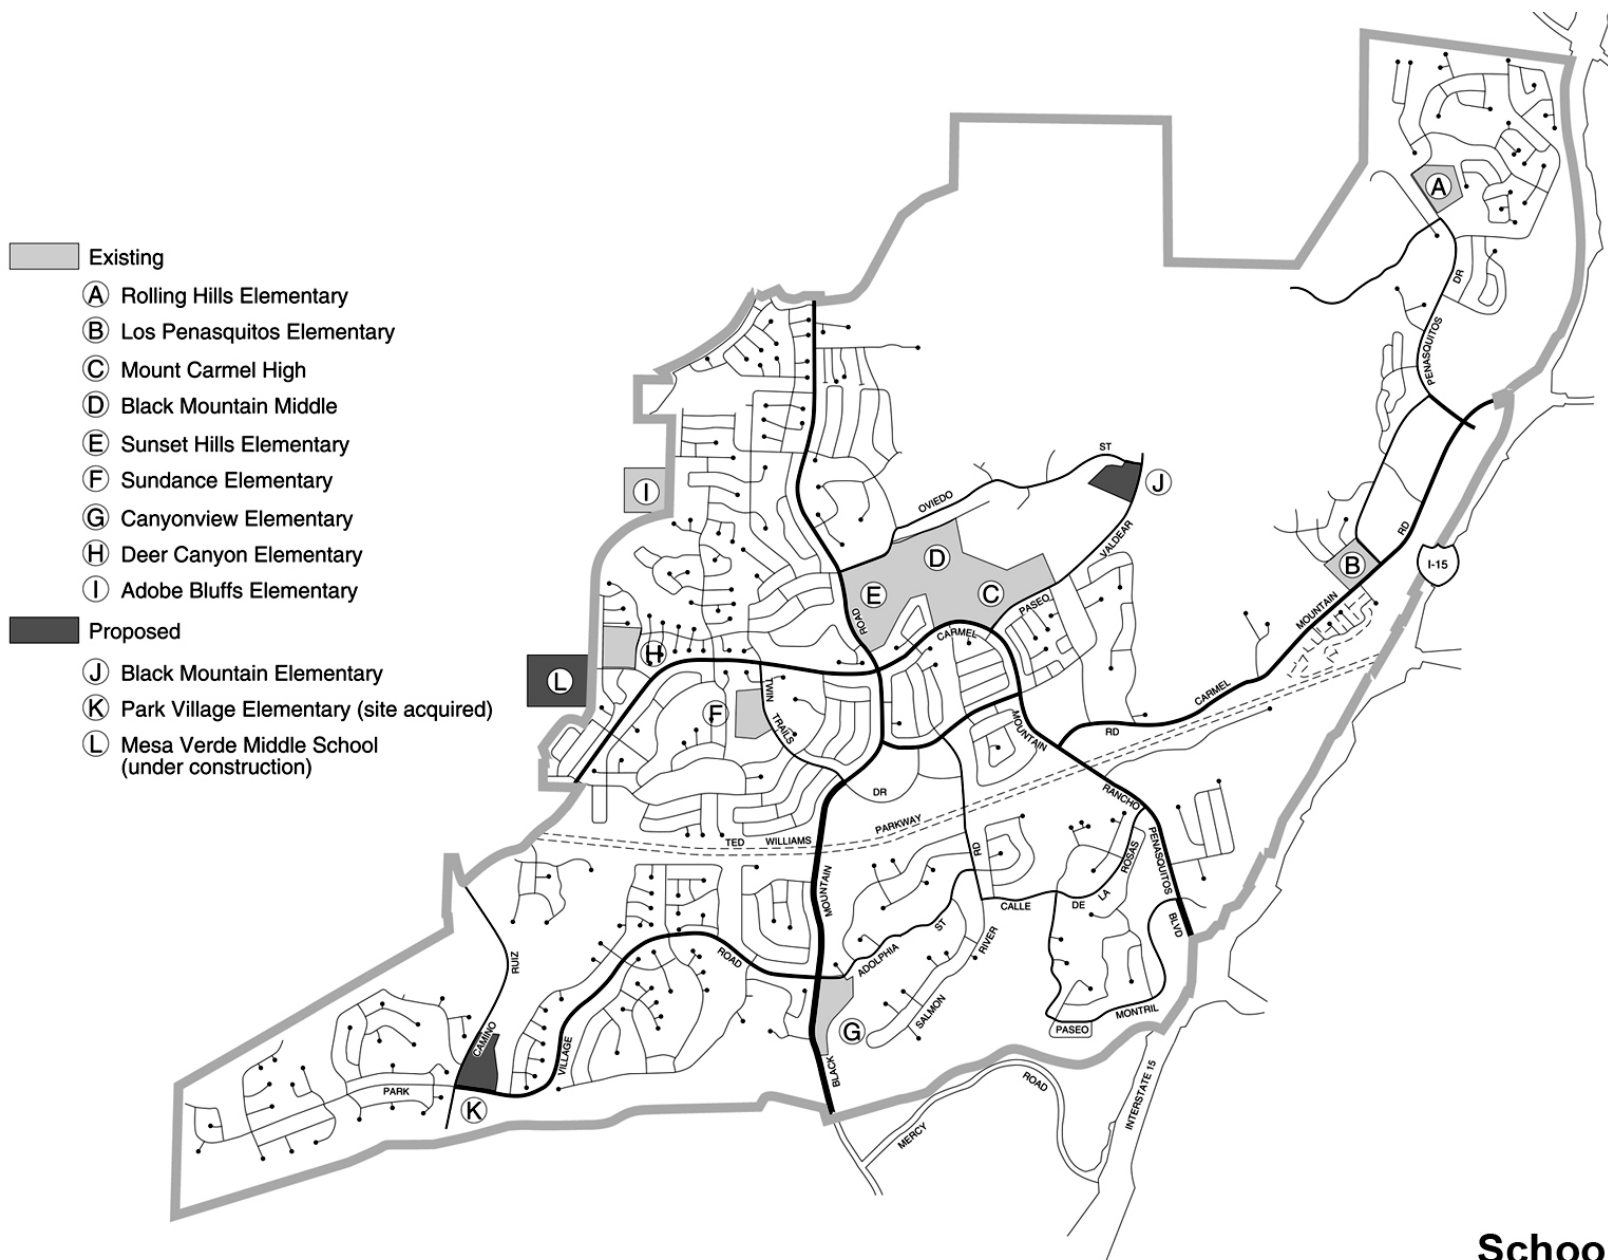 Existing
A Rolling Hills Elementary
B Los Penasquitos Elementary
C Mount Carmel High
D Black Mountain Middle
E Sunset Hills Elementary
F Sundance Elementary
G Canyonview Elementary
H Deer Canyon Elementary
I Adobe Bluffs Elementary
Proposed
J Black Mountain Elementary
K Park Village Elementary (site acquired)
L Mesa Verde Middle School
(under construction)
A
DR
PENASQUITOS
ST
J
I
OVIEDO
RD
VALDEAR
D
B
I-15
E
C
PASEO
MOUNTAIN
ROAD
CARMEL
H
L
TWIN
CARMEL
F
TRAILS
MOUNTAIN
RD
DR
RANCHO
PARKWAY
TED
WILLIAMS
PENASQUITOS
RD
ROSAS
MOUNTAIN
LA
CALLE
DE
ST
BLVD
RIVER
RUIZ
ROAD
ADOLPHIA
SALMON
MONTRIL
G
PASEO
CAMINO
VILLAGE
BLACK
PARK
K
ROAD
INTERSTATE 15
MERCY
Schoo